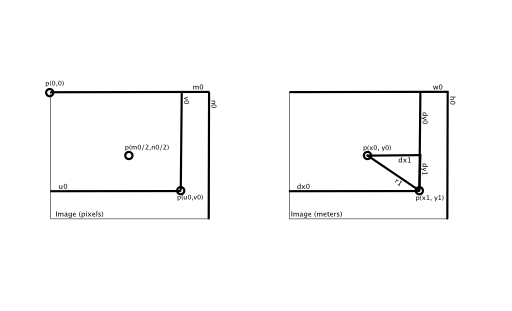 p(0,0)
m0
v0
n0
p(m0/2,n0/2)
u0
p(u0,v0)
Image (pixels)
w0
h0
dy0
p(x0, y0)
dx1
dy1
r1
dx0
p(x1, y1)
Image (meters)